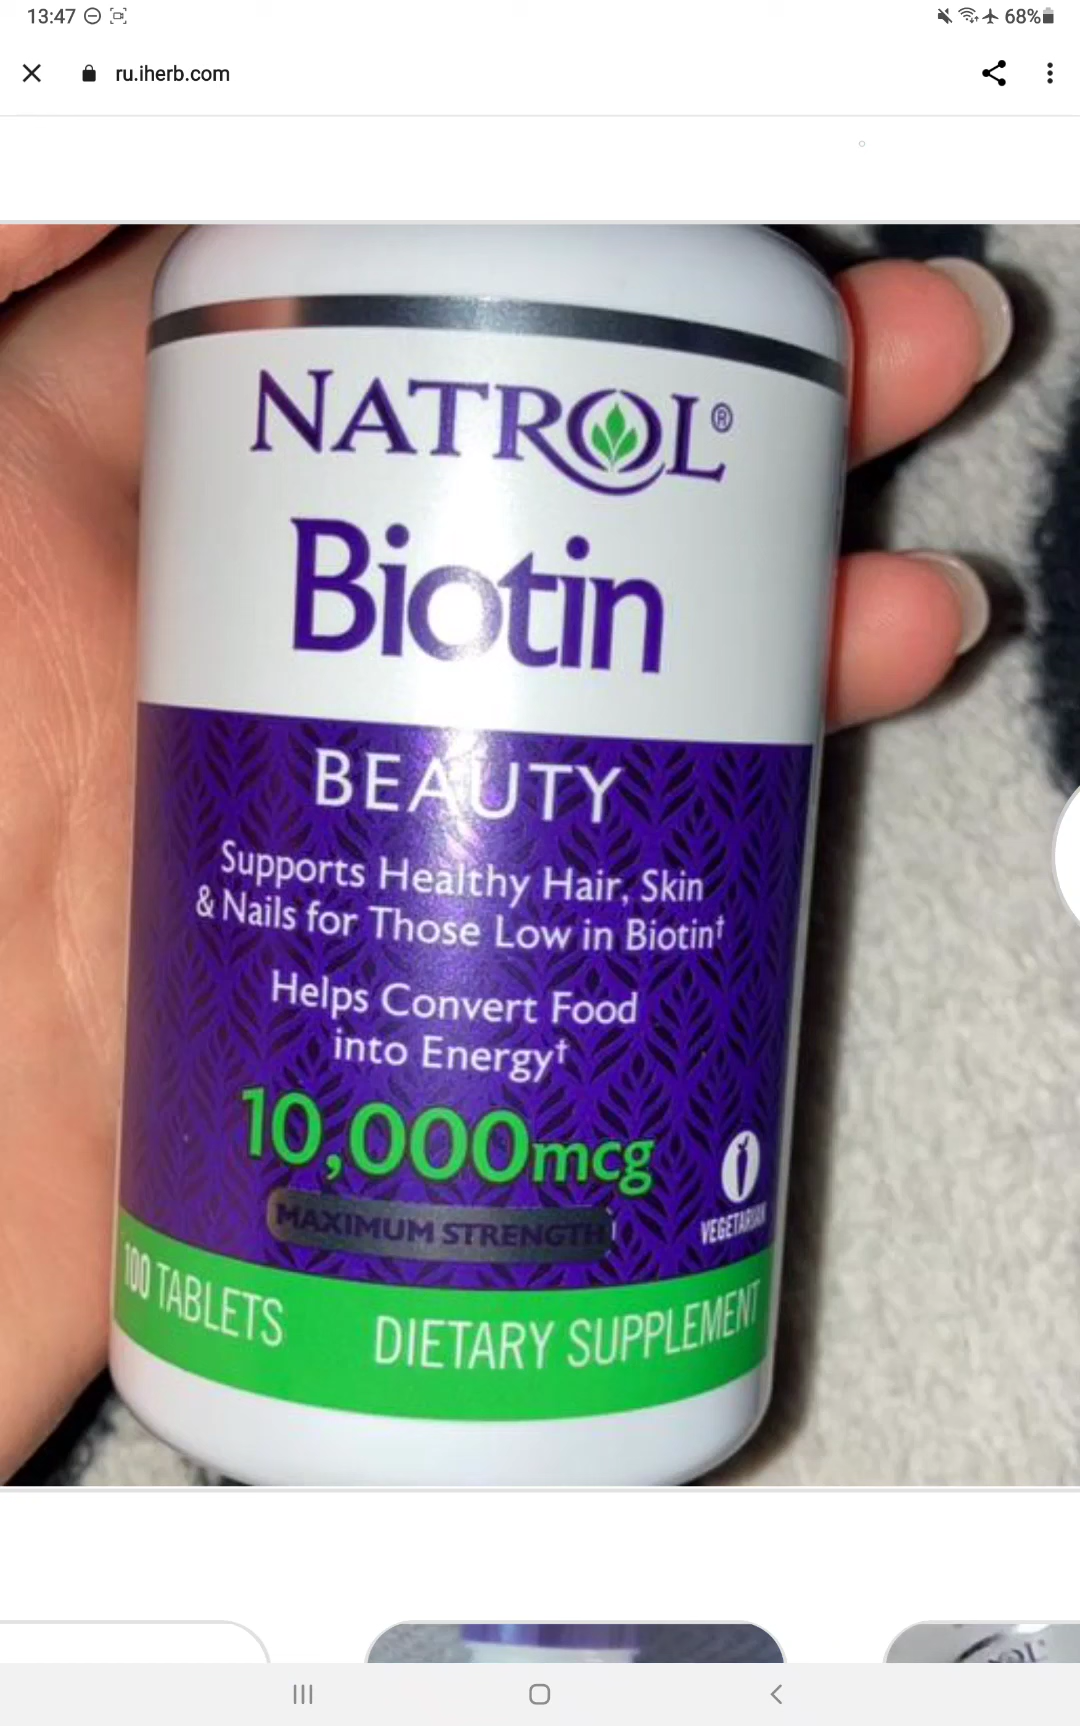 13:47
68%
ru.iherb.com
NATROL®
Biotin
BEAUTY
Supports Healthy Hair, Skin
& Nails for Those Low in Biotin†
Helps Convert Food
into Energy†
10,000mcg
MAXIMUM STRENGTH
VEGETARIAN
100 TABLETS DIETARY SUPPLEMENT